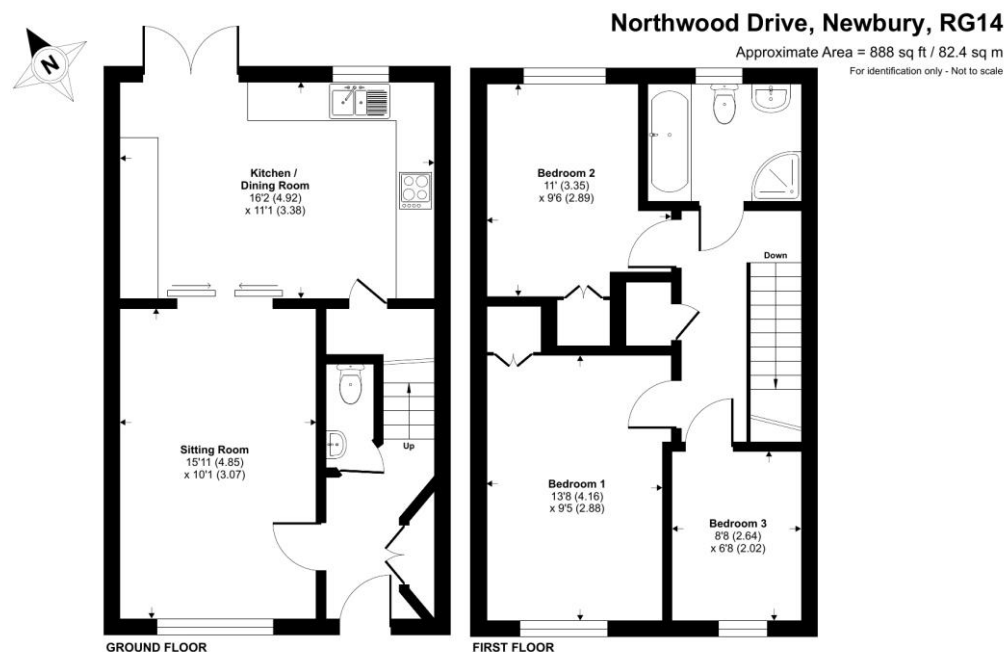 Northwood Drive, Newbury, RG14
Approximate Area = 888 sq ft / 82.4 sq m
For identification only - Not to scale
N
Kitchen /
Dining Room
16'2 (4.92)
x 11'1 (3.38)
Sitting Room
15'11 (4.85)
x 10'1 (3.07)
Up
GROUND FLOOR
Bedroom 2
11' (3.35)
x 9'6 (2.89)
Down
Bedroom 1
13'8 (4.16)
x 9'5 (2.88)
Bedroom 3
8'8 (2.64)
x 6'8 (2.02)
FIRST FLOOR